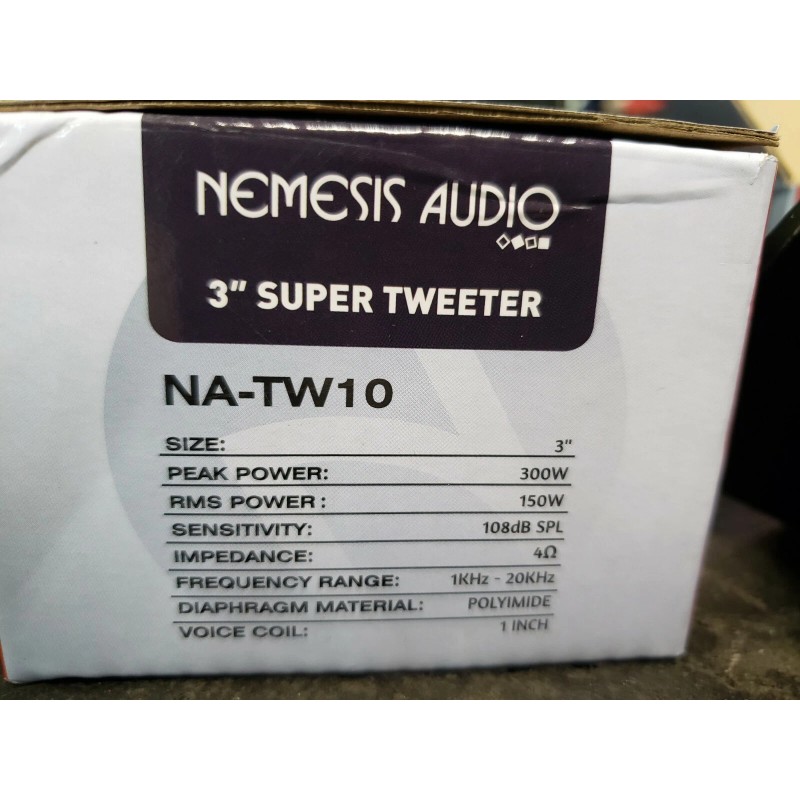 NEMESIS AUDIO
3" SUPER TWEETER
NA-TW10
SIZE: 3"
PEAK POWER: 300W
RMS POWER : 150W
SENSITIVITY: 108dB SPL
IMPEDANCE: 4Ω
FREQUENCY RANGE: 1KHz - 20KHz
DIAPHRAGM MATERIAL: POLYIMIDE
VOICE COIL: 1 INCH